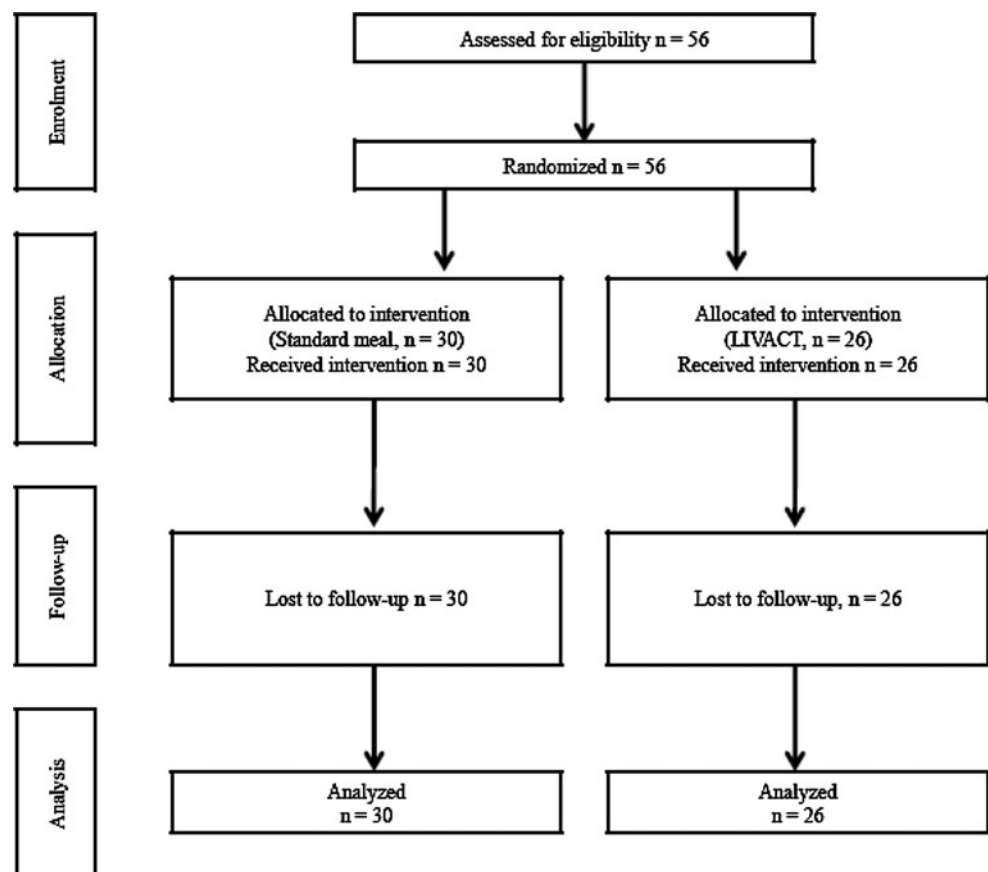 Enrolment
Assessed for eligibility n = 56
Randomized n = 56
Allocation
Allocated to intervention
(Standard meal, n = 30)
Received intervention n = 30
Allocated to intervention
(LIVACT, n = 26)
Received intervention n = 26
Follow-up
Lost to follow-up n = 30
Lost to follow-up, n = 26
Analysis
Analyzed
n = 30
Analyzed
n = 26